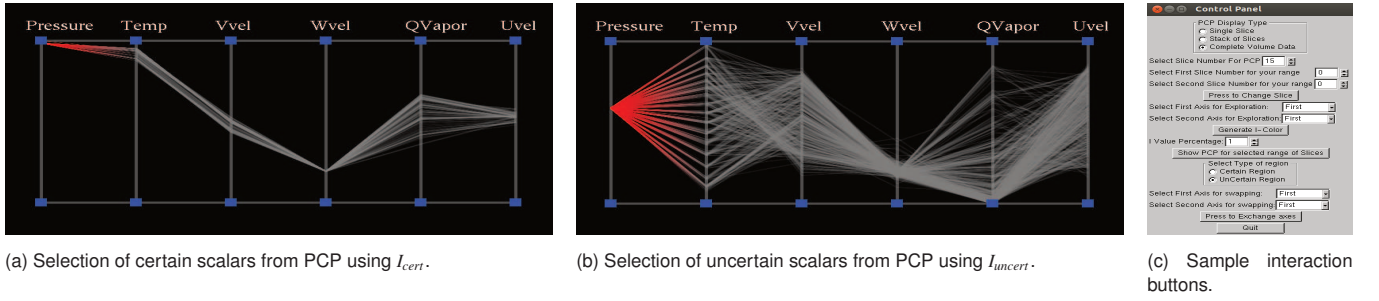 Pressure Temp Vvel Wvel QVapor Uvel
(a) Selection of certain scalars from PCP using Icert.
Pressure Temp Vvel Wvel QVapor Uvel
(b) Selection of uncertain scalars from PCP using Iuncert.
Control Panel
PCP Display Type
Single Slice
Stack of Slices
Complete Volume Data
Select Slice Number For PCP 15
Select First Slice Number for your range 0
Select Second Slice Number for your range 0
Press to Change Slice
Select First Axis for Exploration: First
Select Second Axis for Exploration: First
Generate I-Color
I Value Percentage: 1
Show PCP for selected range of Slices
Select Type of region
Certain Region
UnCertain Region
Select First Axis for swapping: First
Select Second Axis for swapping: First
Press to Exchange axes
Quit
(c) Sample interaction
buttons.